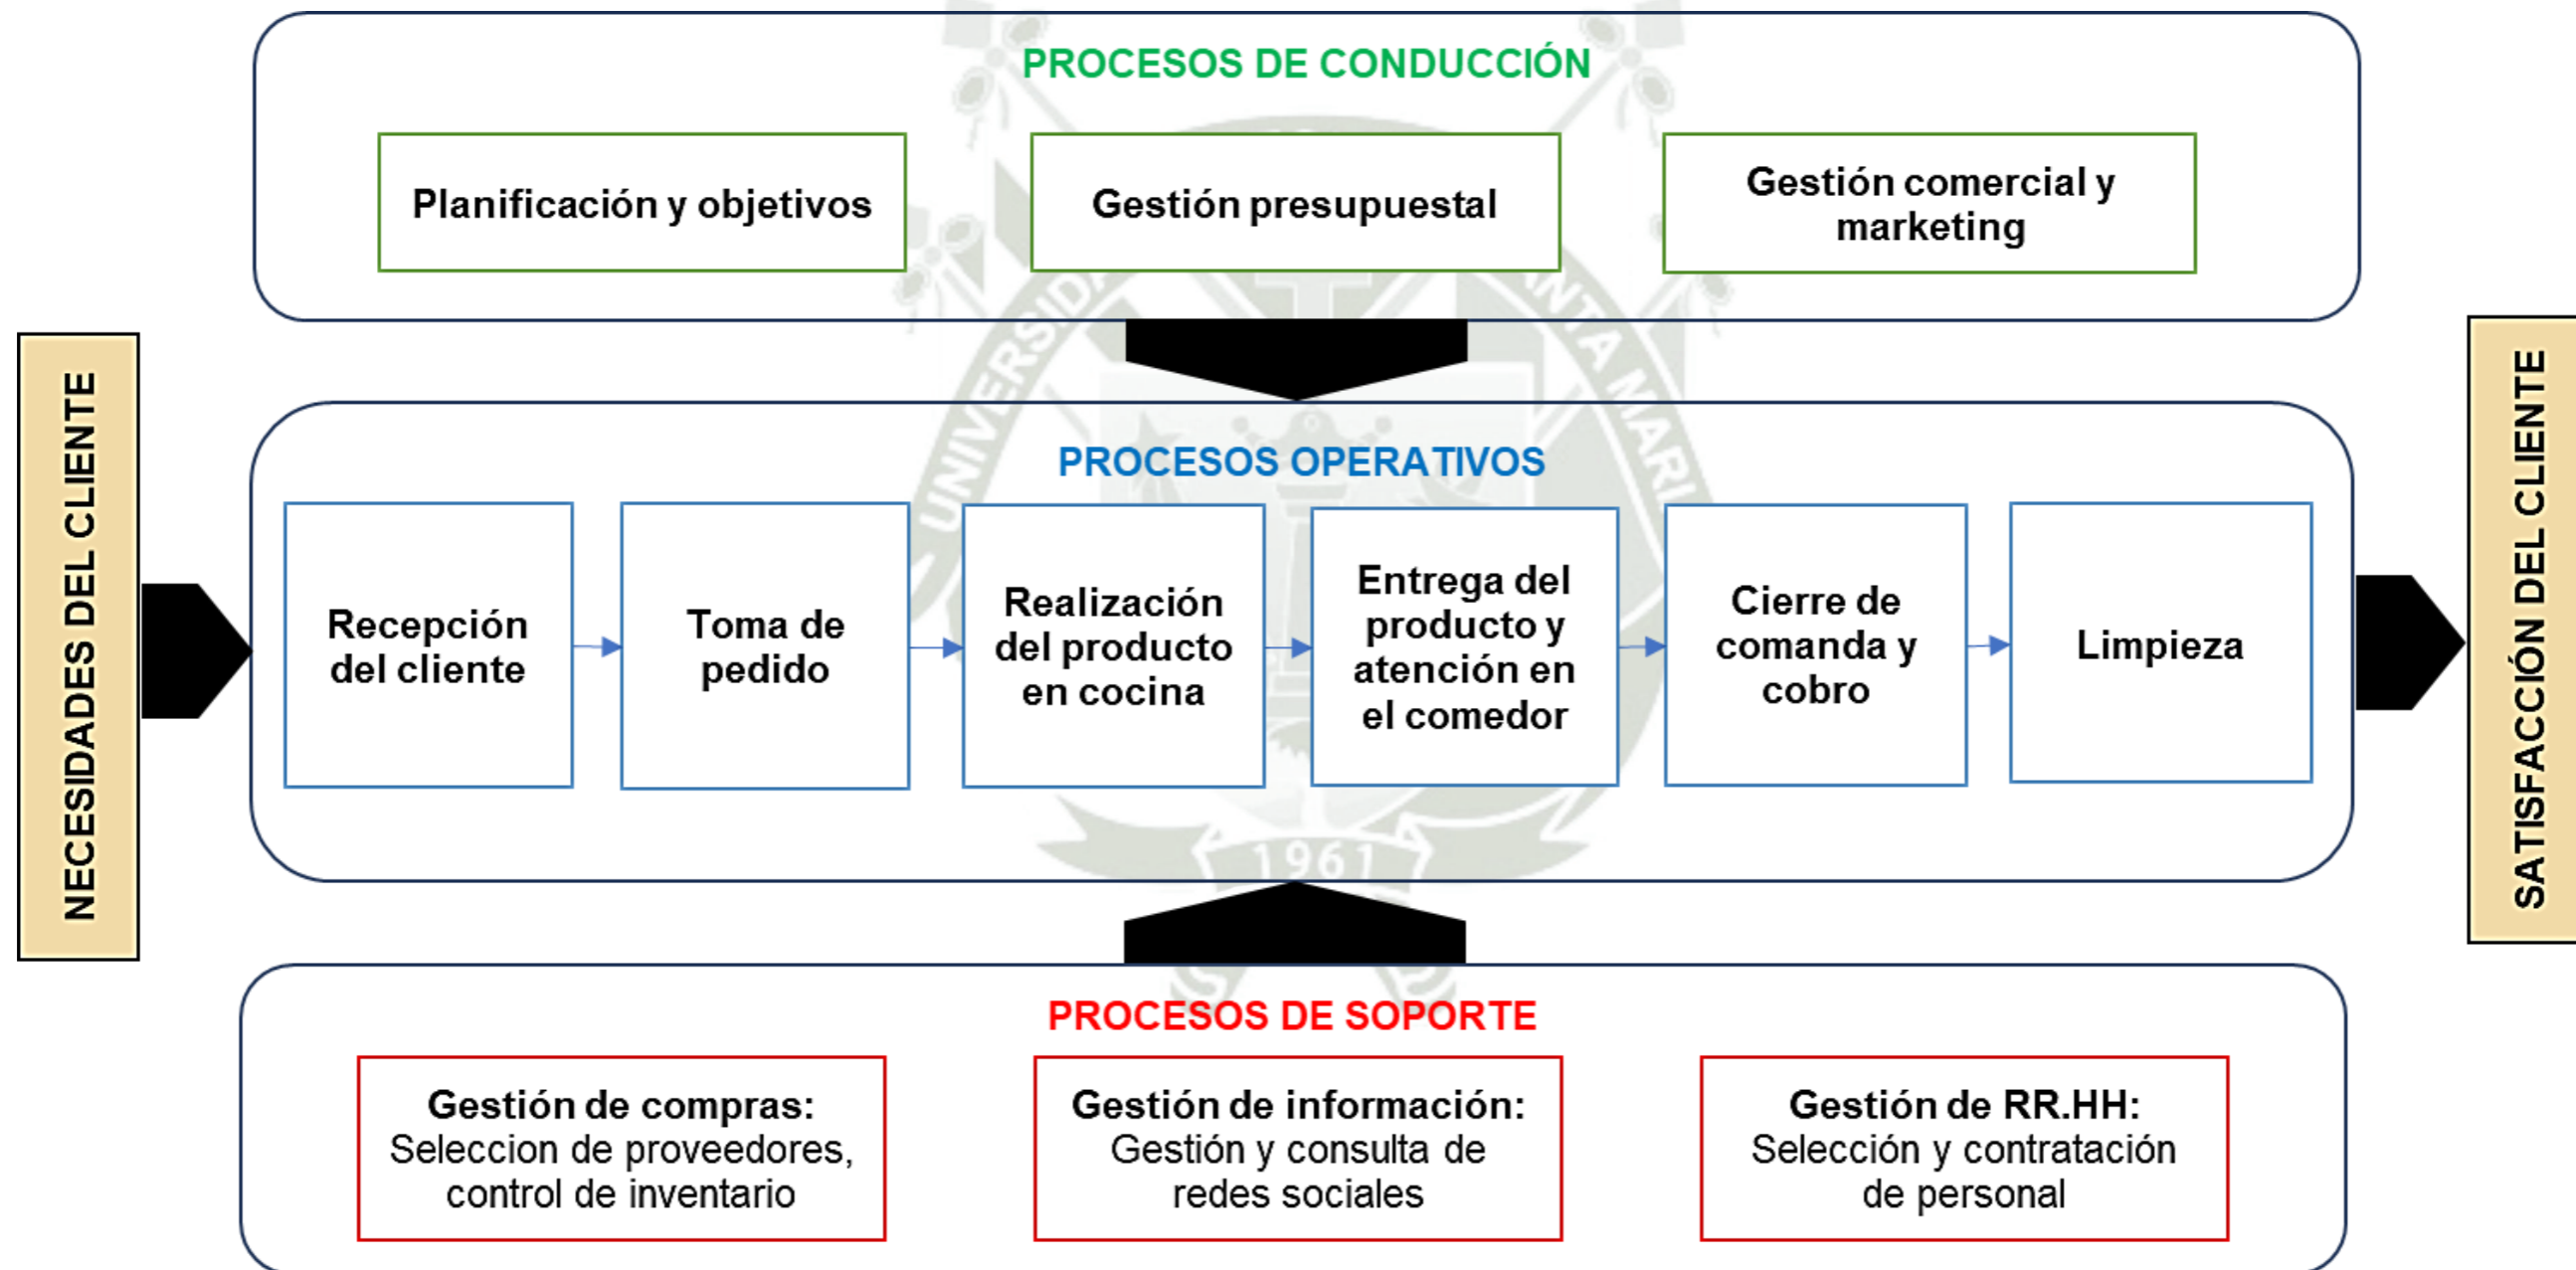 PROCESOS DE CONDUCCIÓN
Planificación y objetivos
Gestión presupuestal
Gestión comercial y
marketing
NECESIDADES DEL CLIENTE
PROCESOS OPERATIVOS
Recepción
del cliente
Toma de
pedido
Realización
del producto
en cocina
Entrega del
producto y
atención en
el comedor
Cierre de
comanda y
cobro
Limpieza
SATISFACCIÓN DEL CLIENTE
1961
PROCESOS DE SOPORTE
Gestión de compras:
Seleccion de proveedores,
control de inventario
Gestión de información:
Gestión y consulta de
redes sociales
Gestión de RR.HH:
Selección y contratación
de personal